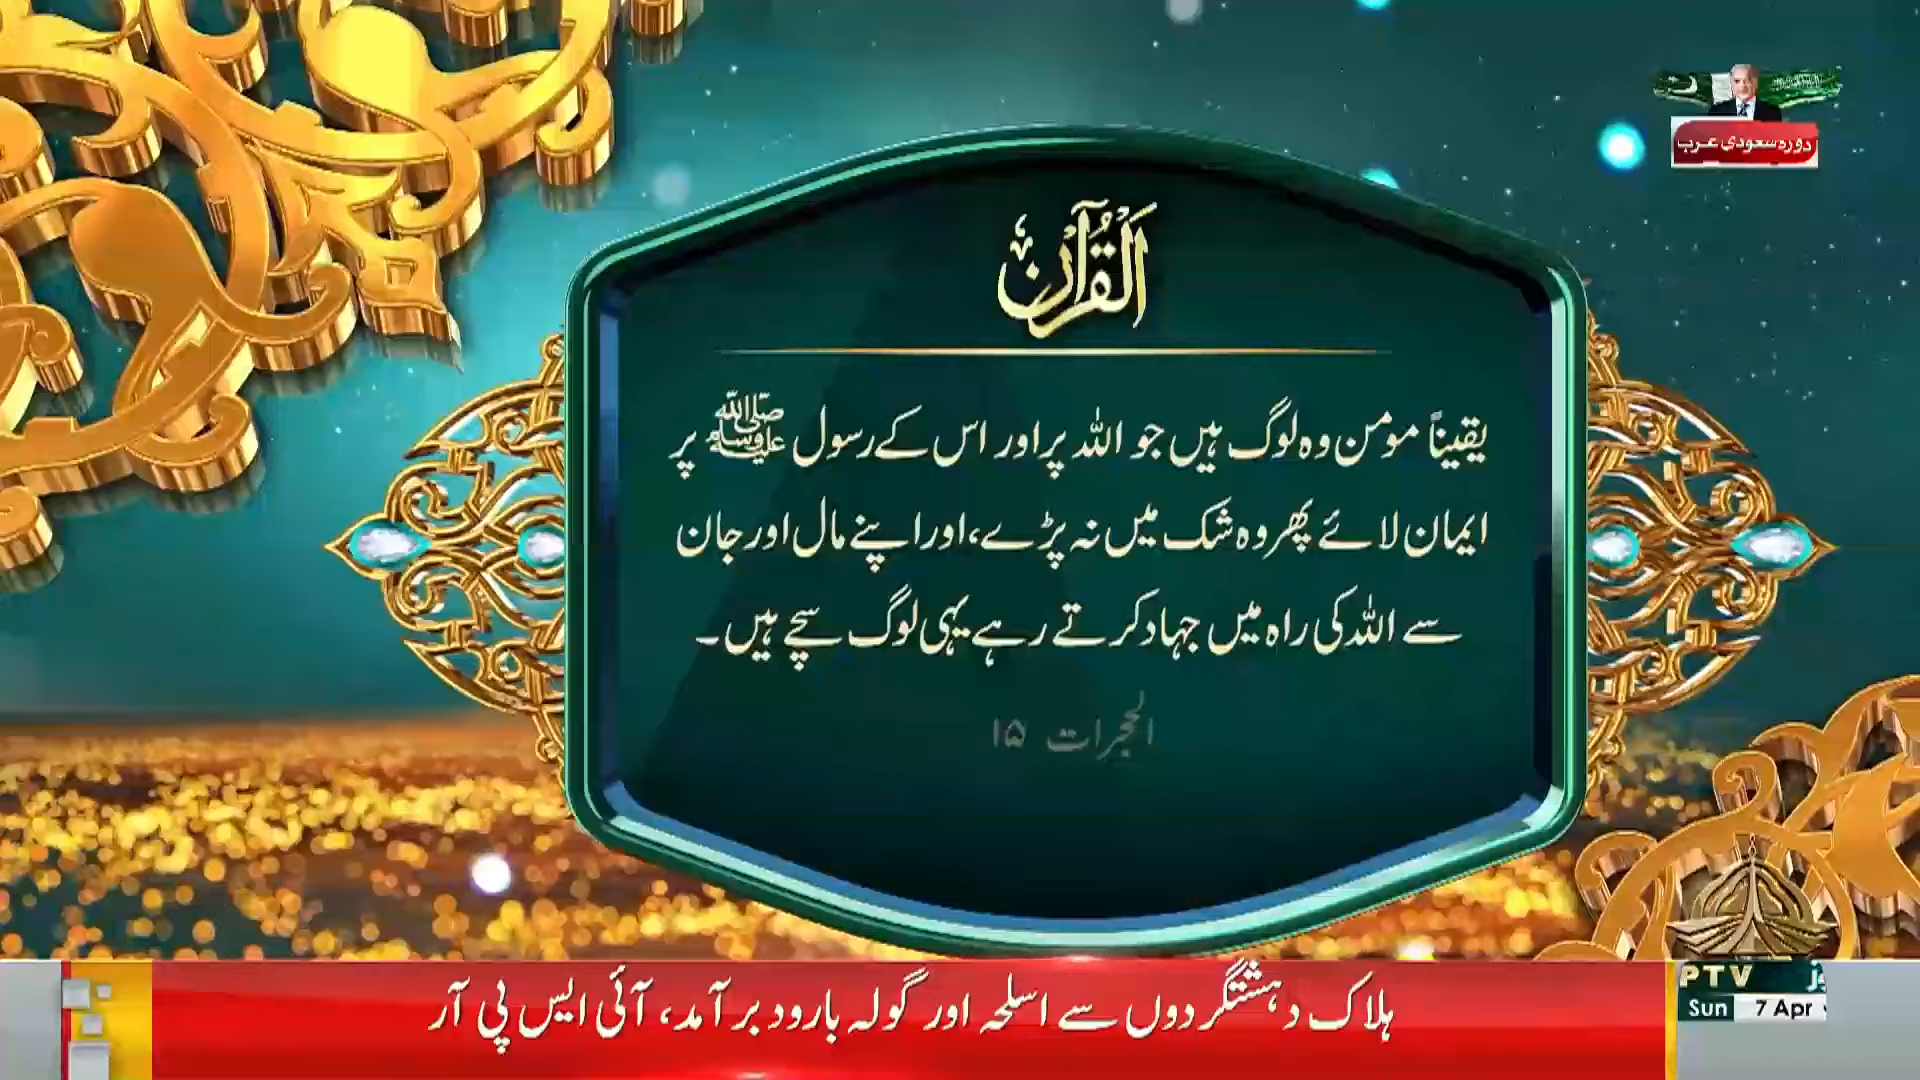 دورہ سعودی عرب
اَلقُرآن
یقیناً مومن وہ لوگ ہیں جو اللہ پر اور اس کے رسول ﷺ پر
ایمان لائے پھر وہ شک میں نہ پڑے، اور اپنے مال اور جان
سے اللہ کی راہ میں جہاد کرتے رہے یہی لوگ سچے ہیں۔
الحجرات ۱۵
ہلاک دہشتگردوں سے اسلحہ اور گولہ بارود برآمد، آئی ایس پی آر
PTV
Sun 7 Apr